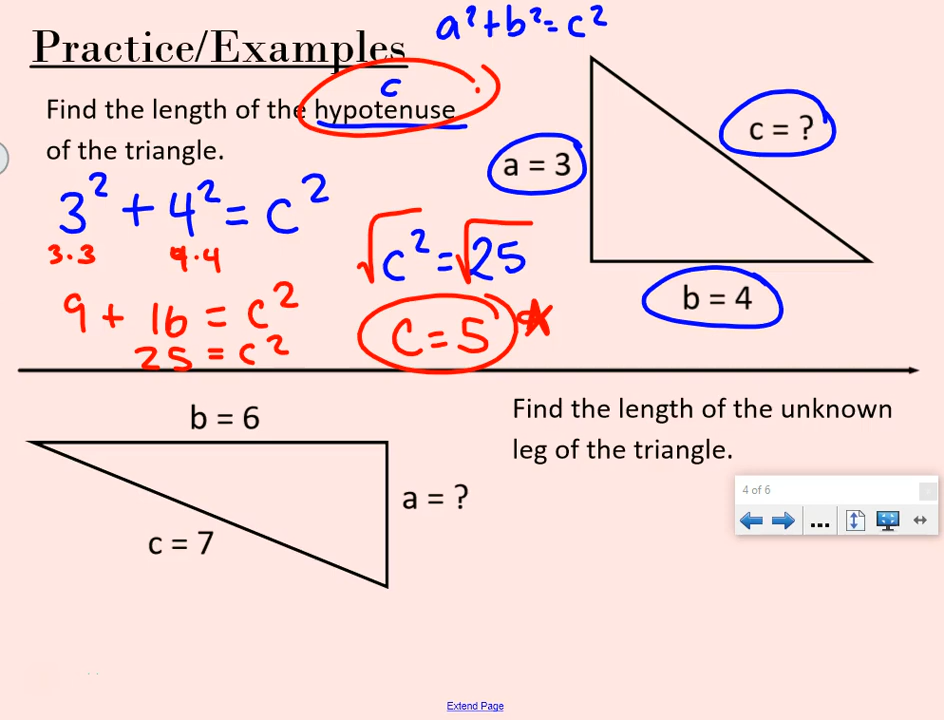 a²+b²=c²
Practice/Examples
c
Find the length of the hypotenuse
of the triangle.
c = ?
a = 3
3² + 4² = c²
3·3 4·4
√c² = √25
b = 4
9 + 16 = c²
c = 5
25 = c²
b = 6
Find the length of the unknown
leg of the triangle.
a = ?
c = 7
4 of 6
...
Extend Page